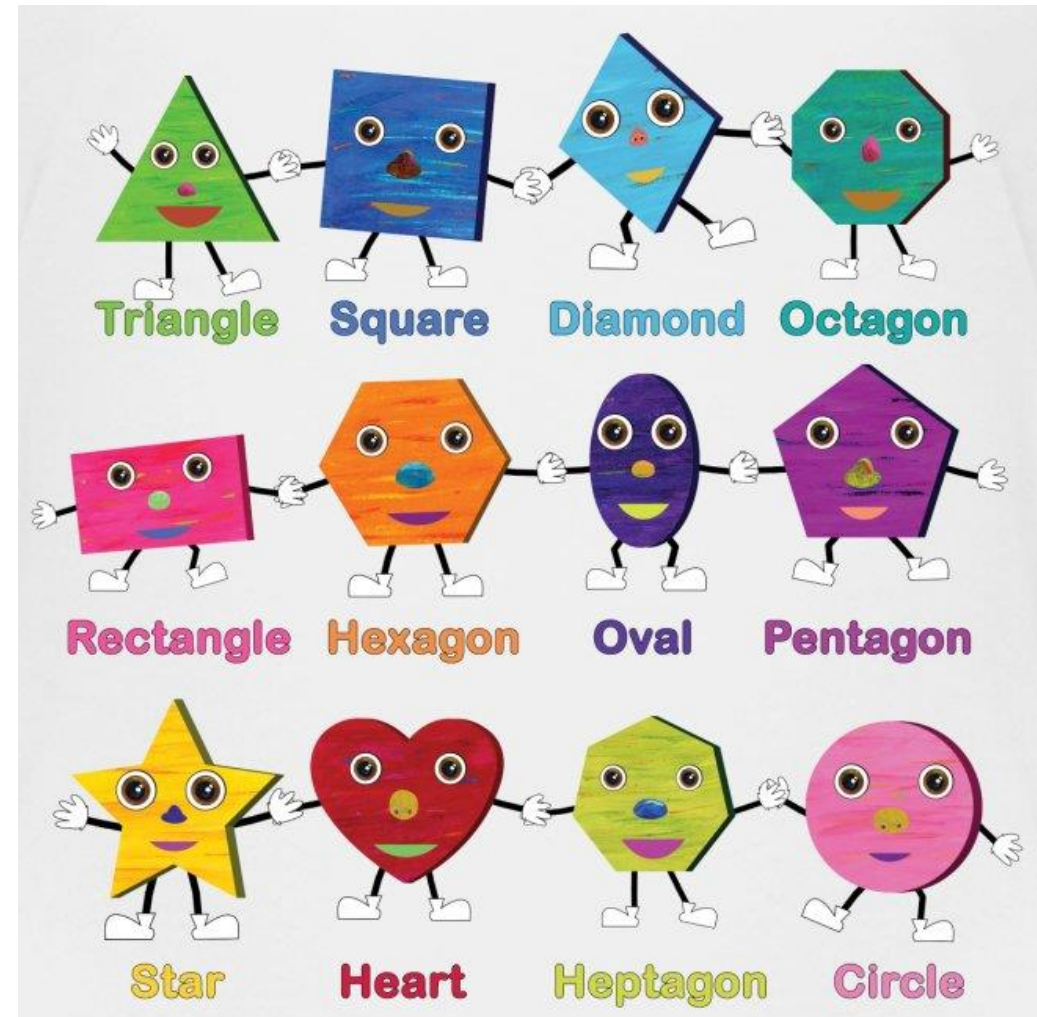 Triangle Square Diamond Octagon
Rectangle Hexagon Oval Pentagon
Star Heart Heptagon Circle